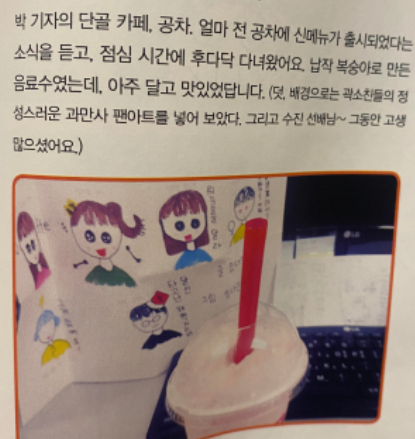 박 기자의 단골 카페, 공차. 얼마 전 공차에 신메뉴가 출시되었다는
소식을 듣고, 점심 시간에 후다닥 다녀왔어요. 납작 복숭아로 만든
음료수였는데, 아주 달고 맛있었답니다. (덧, 배경으로는 곽소친들의 정
성스러운 과만사 팬아트를 넣어 보았다. 그리고 수진 선배님~ 그동안 고생
많으셨어요.)
LG
LG